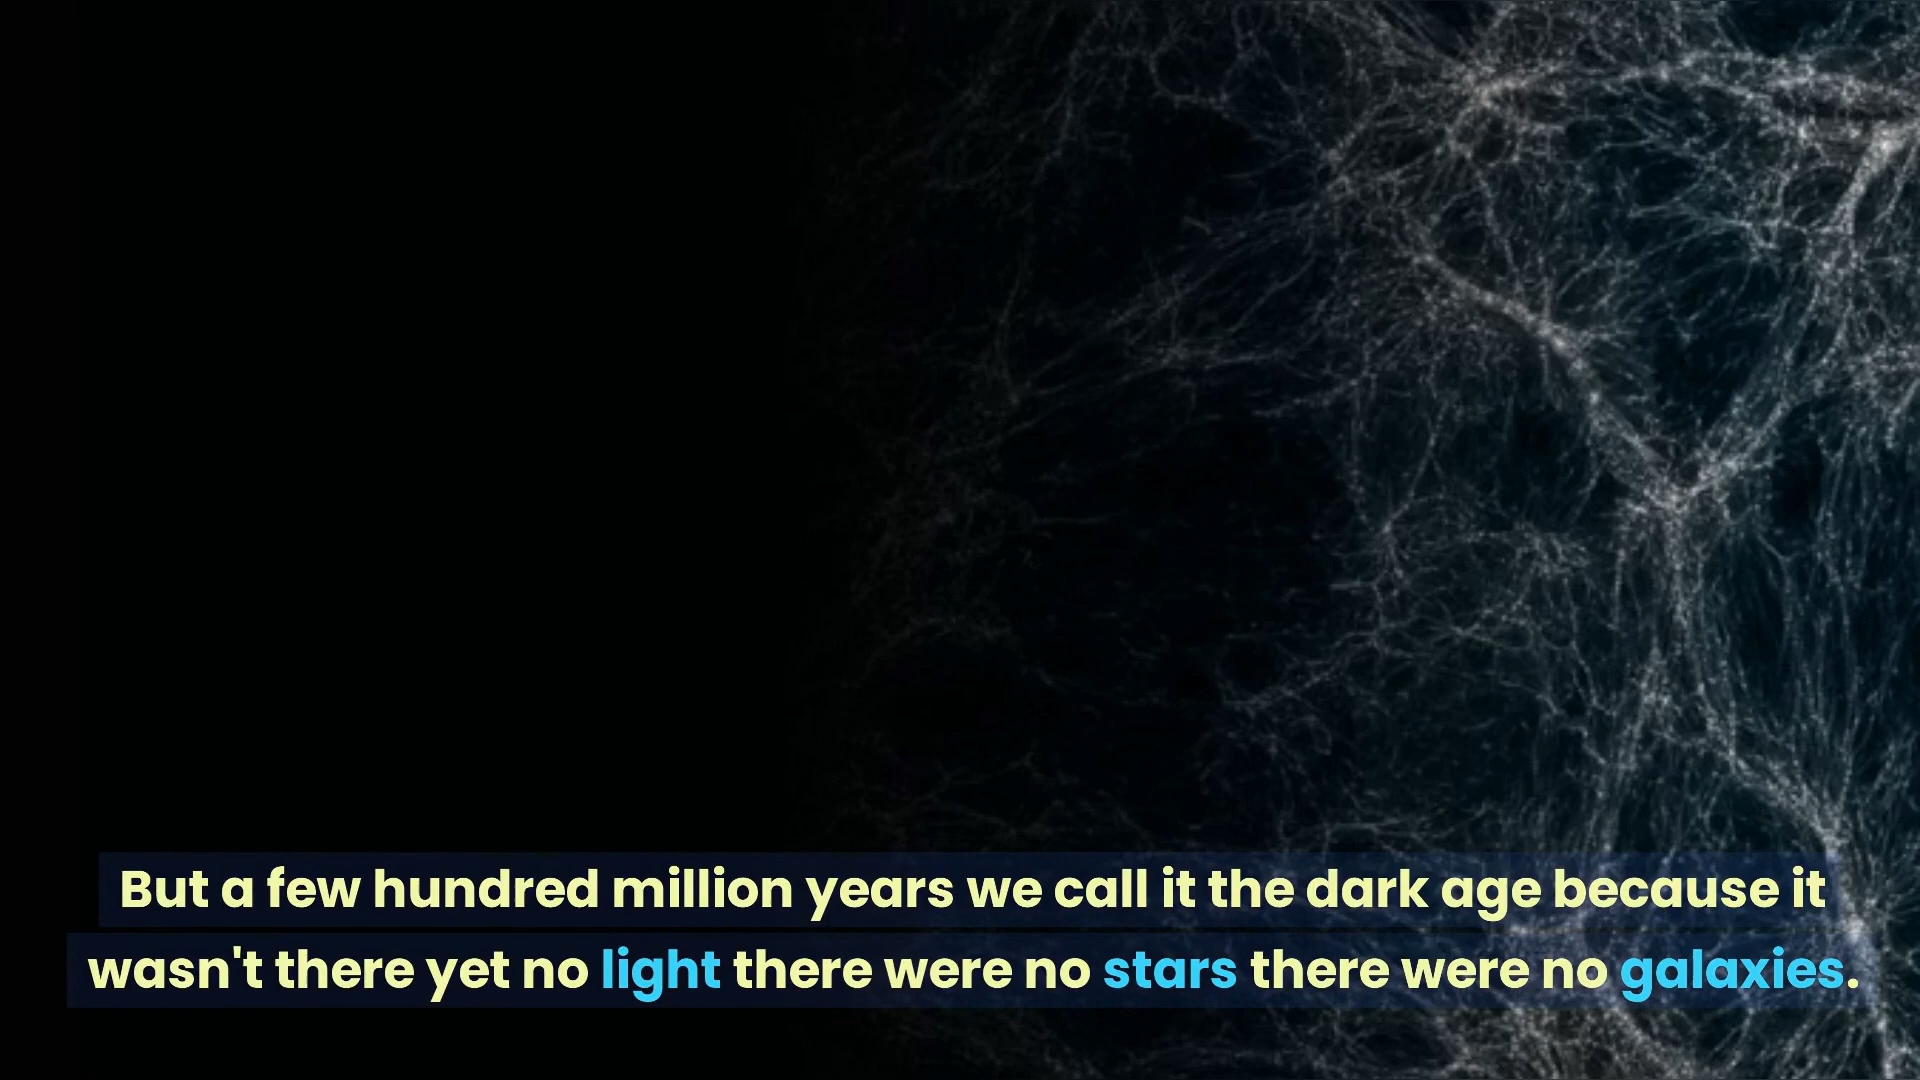 But a few hundred million years we call it the dark age because it
wasn't there yet no light there were no stars there were no galaxies.